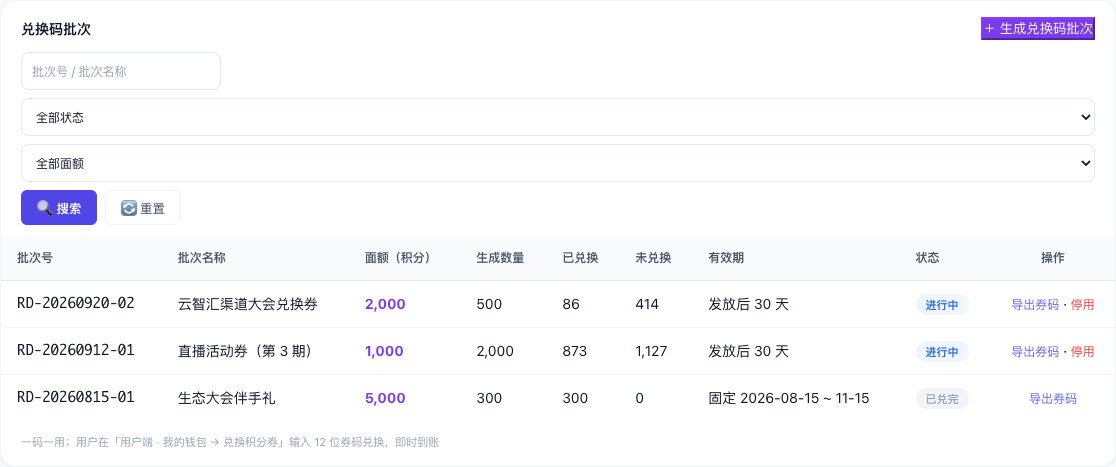 兑换码批次
+ 生成兑换码批次
批次号 / 批次名称
全部状态
全部面额
搜索 重置
批次号 批次名称 面额（积分） 生成数量 已兑换 未兑换 有效期 状态 操作
RD-20260920-02 云智汇渠道大会兑换券 2,000 500 86 414 发放后 30 天 进行中 导出券码 · 停用
RD-20260912-01 直播活动券（第 3 期） 1,000 2,000 873 1,127 发放后 30 天 进行中 导出券码 · 停用
RD-20260815-01 生态大会伴手礼 5,000 300 300 0 固定 2026-08-15 ~ 11-15 已兑完 导出券码
一码一用；用户在「用户端 · 我的钱包 → 兑换积分券」输入 12 位券码兑换，即时到账